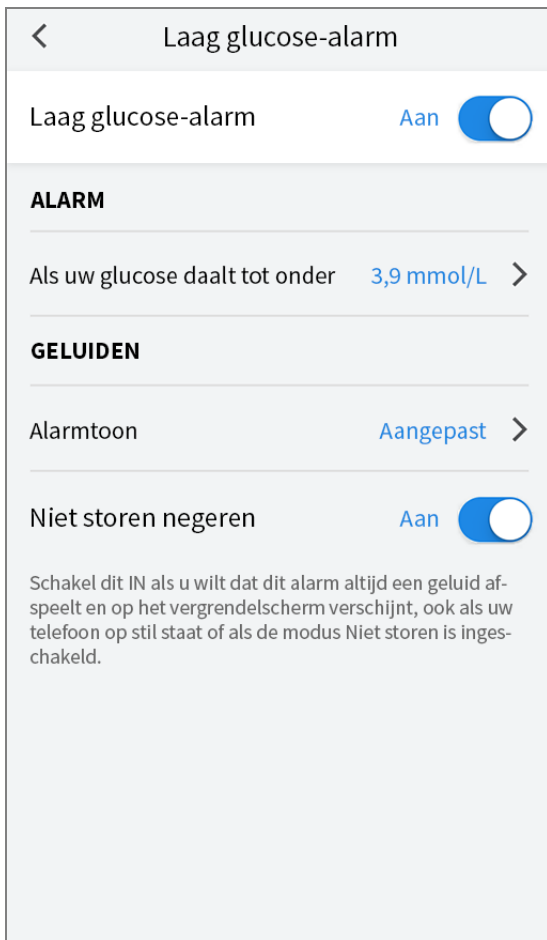 Laag glucose-alarm
Laag glucose-alarm Aan
ALARM
Als uw glucose daalt tot onder 3,9 mmol/L
GELUIDEN
Alarmtoon Aangepast
Niet storen negeren Aan
Schakel dit IN als u wilt dat dit alarm altijd een geluid af-
speelt en op het vergrendelscherm verschijnt, ook als uw
telefoon op stil staat of als de modus Niet storen is inges-
chakeld.